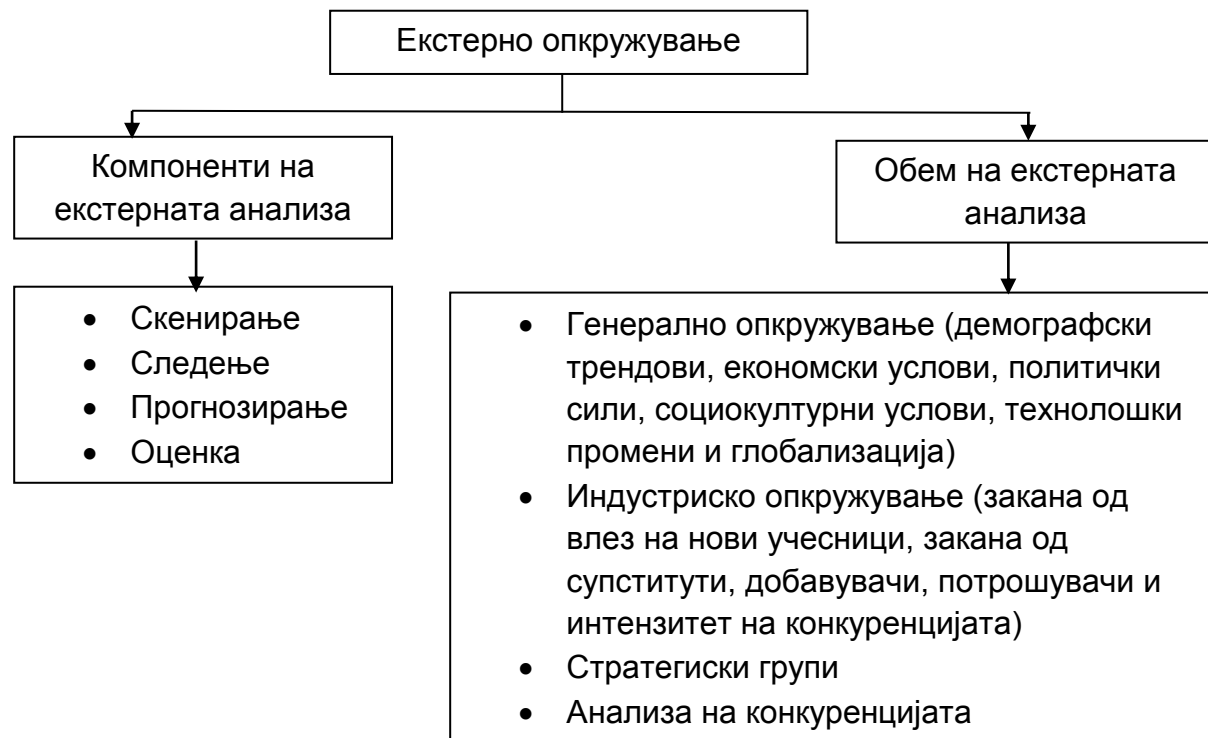 Екстерно опкружување
Компоненти на
екстерната анализа
Обем на екстерната
анализа
• Скенирање
• Следење
• Прогнозирање
• Оценка
• Генерално опкружување (демографски
трендови, економски услови, политички
сили, социокултурни услови, технолошки
промени и глобализација)
• Индустриско опкружување (закана од
влез на нови учесници, закана од
супститути, добавувачи, потрошувачи и
интензитет на конкуренцијата)
• Стратегиски групи
• Анализа на конкуренцијата